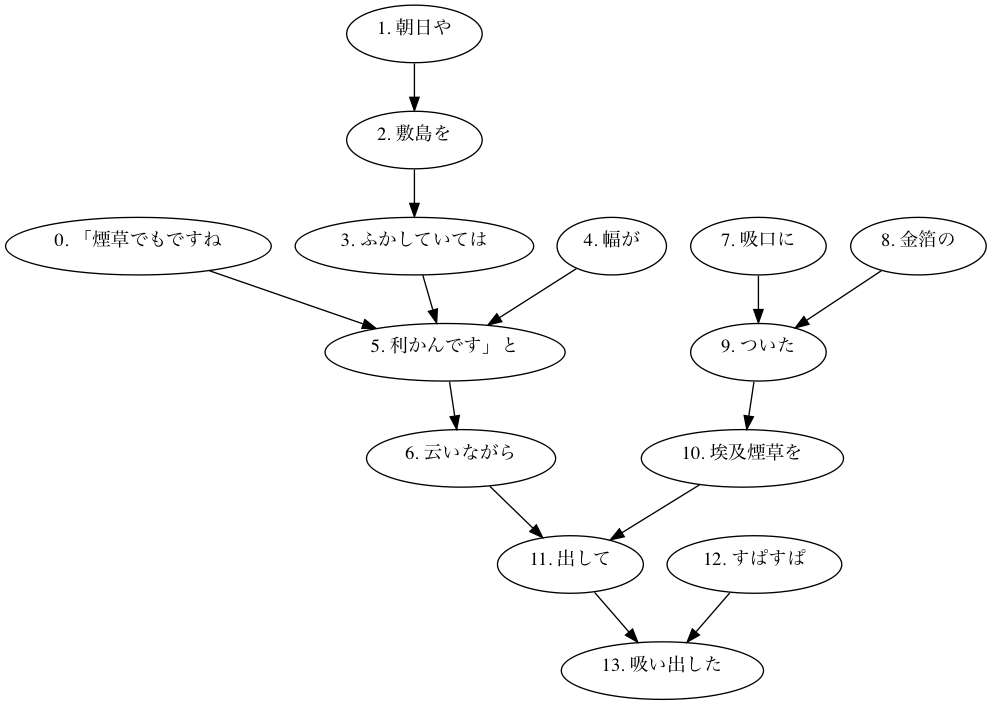 1. 朝日や
2. 敷島を
0. 「煙草でもですね
3. ふかしていては
4. 幅が
7. 吸口に
8. 金箔の
5. 利かんです」と
9. ついた
6. 云いながら
10. 埃及煙草を
11. 出して
12. すぱすぱ
13. 吸い出した